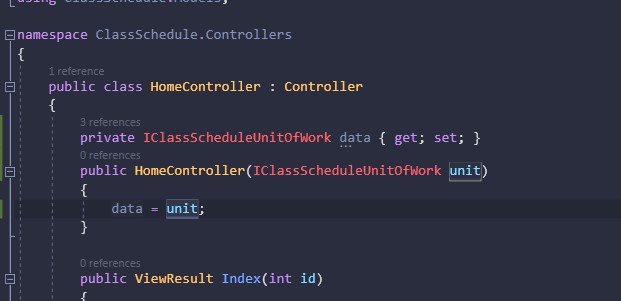 using ClassSchedule.Models;
namespace ClassSchedule.Controllers
{
1 reference
public class HomeController : Controller
{
3 references
private IClassScheduleUnitOfWork data { get; set; }
0 references
public HomeController(IClassScheduleUnitOfWork unit)
{
data = unit;
}
0 references
public ViewResult Index(int id)
{